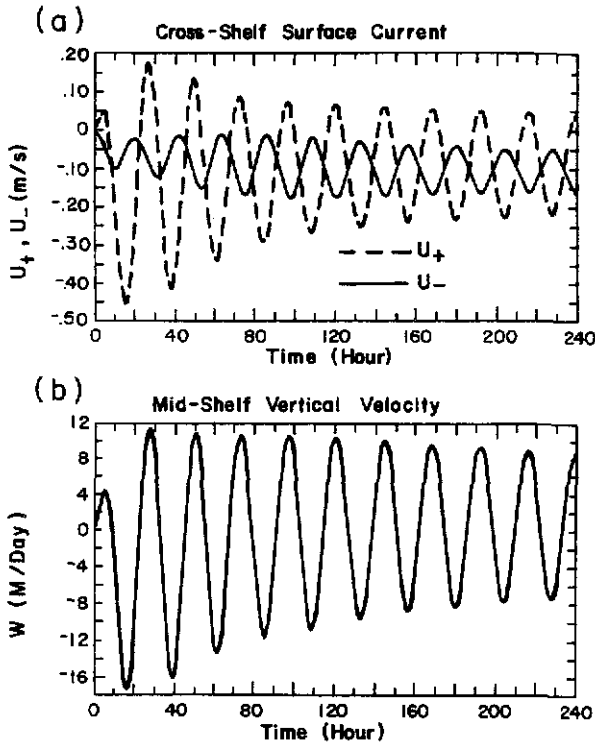 (a)
Cross-Shelf Surface Current
.20
.10
0
-.10
-.20
-.30
-.40
-.50
U+, U- (m/s)
U+
U-
0 40 80 120 160 200 240
Time (Hour)
(b)
Mid-Shelf Vertical Velocity
12
8
4
0
-4
-8
-12
-16
W (M/Day)
0 40 80 120 160 200 240
Time (Hour)